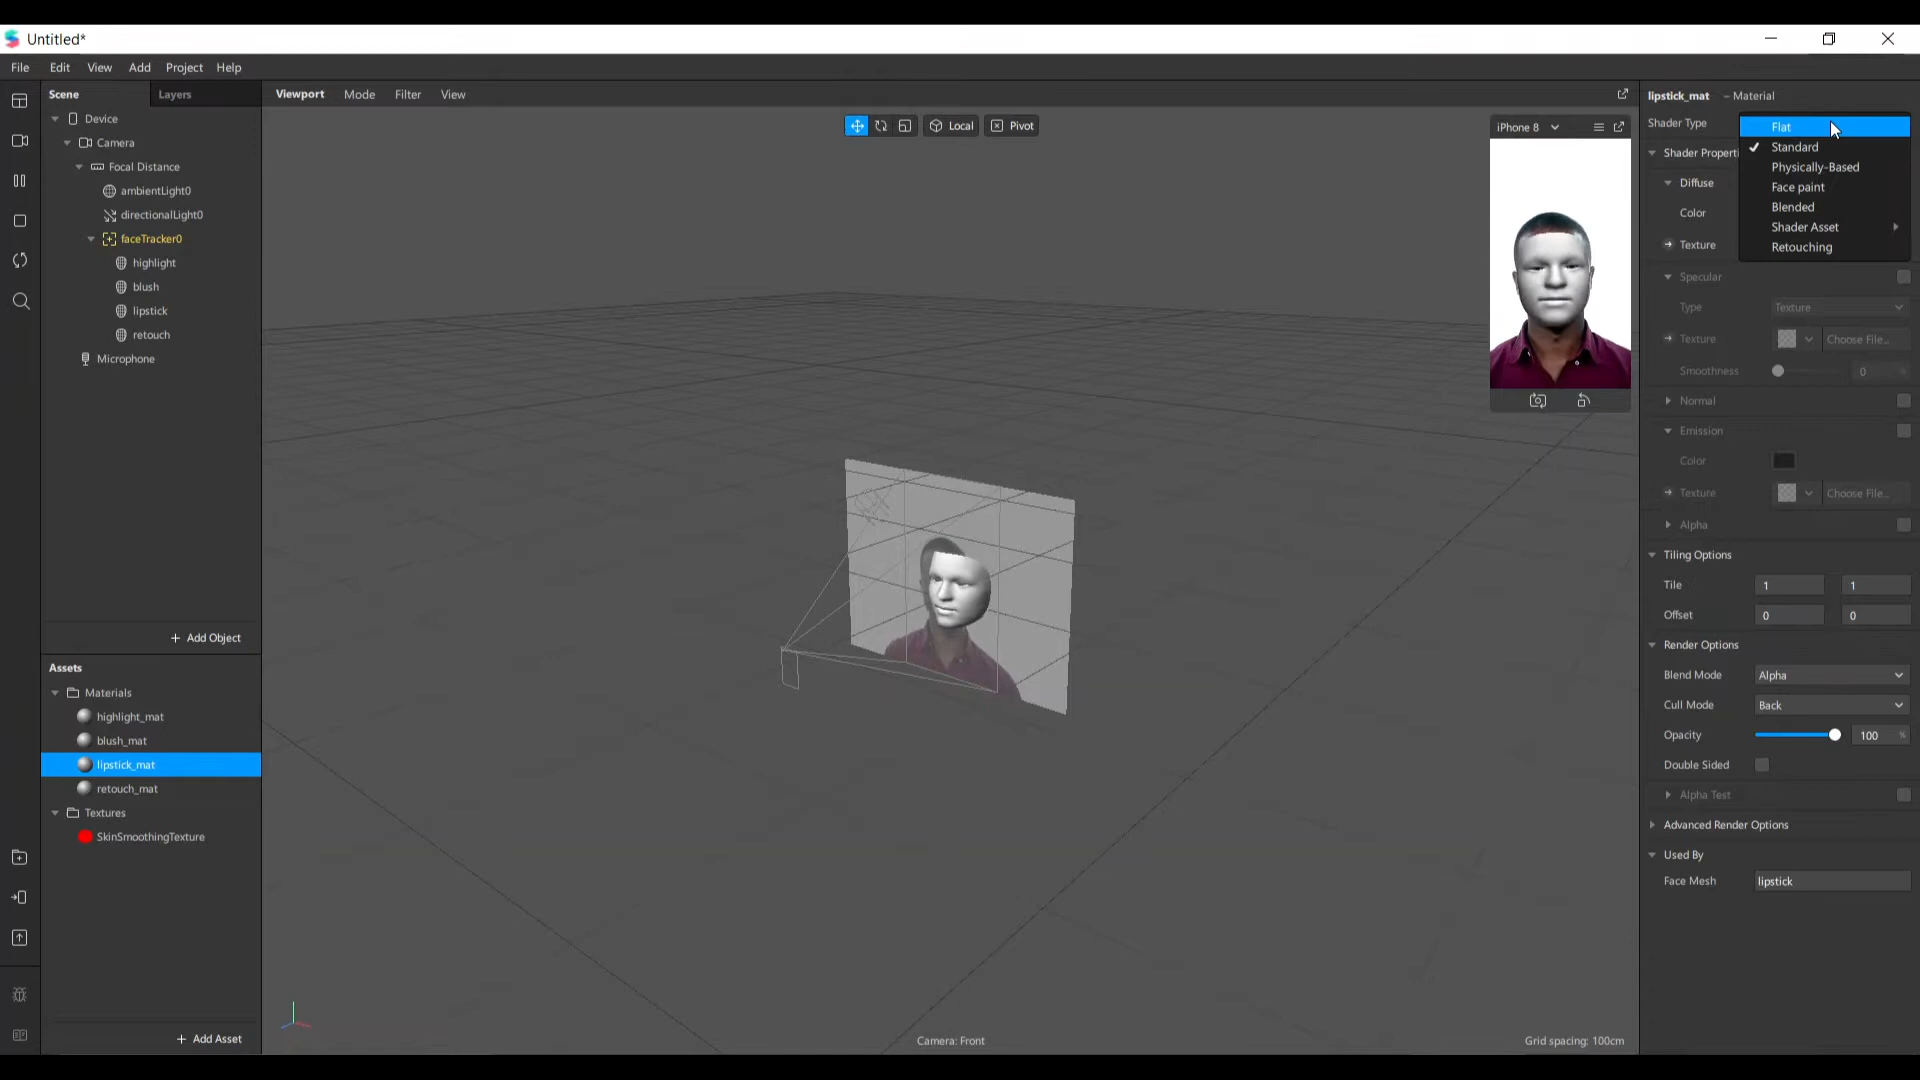 Untitled*
File Edit View Add Project Help
Scene Layers
Device
Camera
Focal Distance
ambientLight0
directionalLight0
faceTracker0
highlight
blush
lipstick
retouch
Microphone
+ Add Object
Assets
Materials
highlight_mat
blush_mat
lipstick_mat
retouch_mat
Textures
SkinSmoothingTexture
+ Add Asset
Viewport Mode Filter View
Local Pivot
iPhone 8
Camera: Front
Grid spacing: 100cm
lipstick_mat – Material
Shader Type
Flat
Standard
Physically-Based
Face paint
Blended
Shader Asset
Retouching
Shader Properti
Diffuse
Color
Texture
Specular
Type Texture
Texture Choose File...
Smoothness 0 %
Normal
Emission
Color
Texture Choose File...
Alpha
Tiling Options
Tile 1 1
Offset 0 0
Render Options
Blend Mode Alpha
Cull Mode Back
Opacity 100 %
Double Sided
Alpha Test
Advanced Render Options
Used By
Face Mesh lipstick